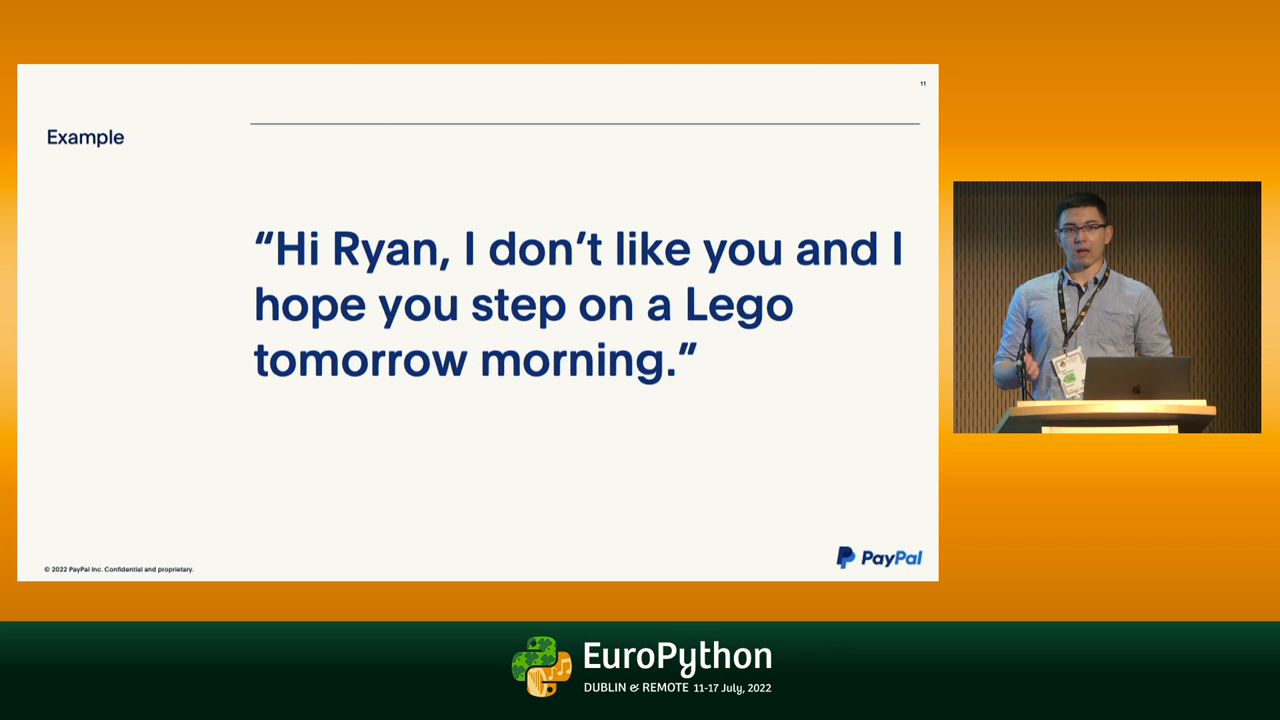 11
Example
“Hi Ryan, I don’t like you and I
hope you step on a Lego
tomorrow morning.”
© 2022 PayPal Inc. Confidential and proprietary.
PayPal
EuroPython
DUBLIN & REMOTE 11-17 July, 2022